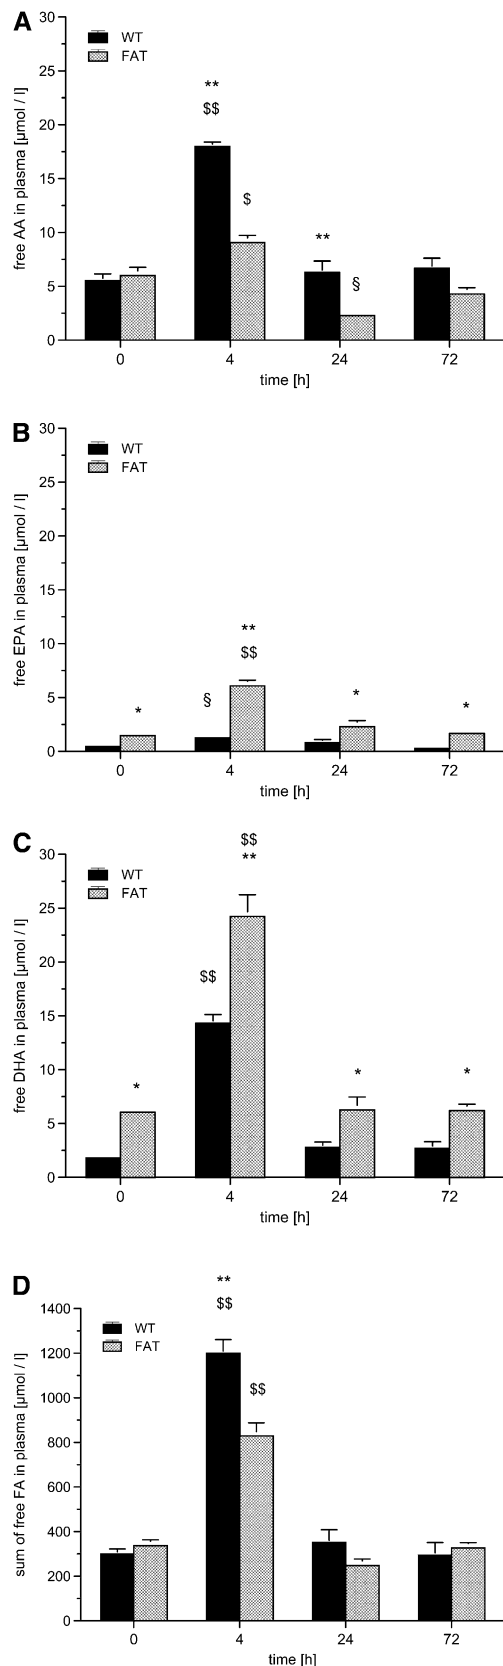 A
30
WT
FAT
25
**
$$
20
15
$
10
**
§
5
0
free AA in plasma [µmol / l]
0 4 24 72
time [h]
B
30
WT
FAT
25
20
15
10
**
$$
5
§
*
*
*
0
free EPA in plasma [µmol / l]
0 4 24 72
time [h]
C
$$
**
30
WT
FAT
25
20
$$
15
10
*
*
*
5
0
free DHA in plasma [µmol / l]
0 4 24 72
time [h]
D
**
$$
1400
WT
FAT
1200
$$
1000
800
600
400
200
0
sum of free FA in plasma [µmol / l]
0 4 24 72
time [h]